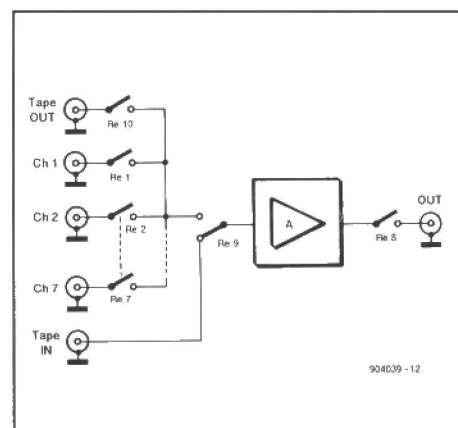 Tape
OUT
Re 10
Ch 1
Re 1
Ch 2
Re 2
Re 9
A
OUT
Re 8
Ch 7
Re 7
Tape
IN
904039 - 12